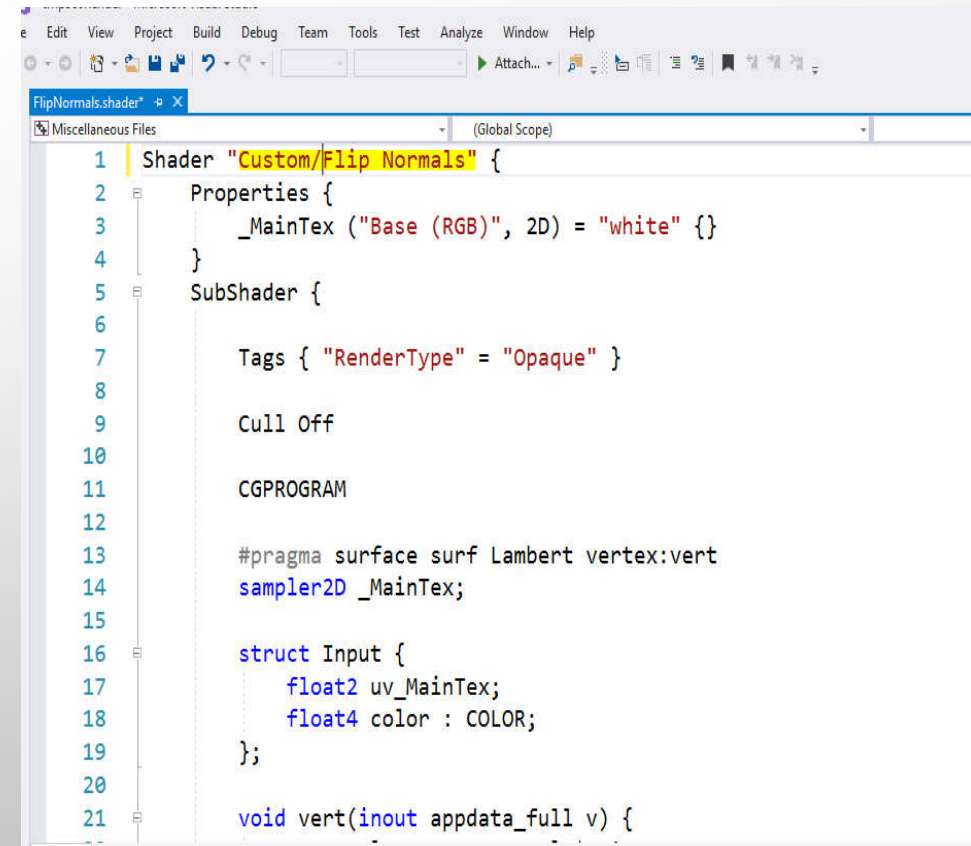 Edit View Project Build Debug Team Tools Test Analyze Window Help
Attach...
FlipNormals.shader*
Miscellaneous Files (Global Scope)
1 Shader "Custom/Flip Normals" {
2 Properties {
3 _MainTex ("Base (RGB)", 2D) = "white" {}
4 }
5 SubShader {
6
7 Tags { "RenderType" = "Opaque" }
8
9 Cull Off
10
11 CGPROGRAM
12
13 #pragma surface surf Lambert vertex:vert
14 sampler2D _MainTex;
15
16 struct Input {
17 float2 uv_MainTex;
18 float4 color : COLOR;
19 };
20
21 void vert(inout appdata_full v) {